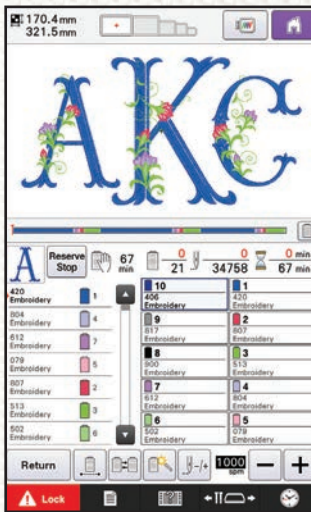 170.4mm
321.5mm
AKC
A
Reserve Stop
67 min
0
21
0
34758
0 min
67 min
420 Embroidery 1
804 Embroidery 4
612 Embroidery 7
079 Embroidery 5
807 Embroidery 2
513 Embroidery 3
502 Embroidery 6
10 406 Embroidery
1 420 Embroidery
9 817 Embroidery
2 807 Embroidery
8 900 Embroidery
3 513 Embroidery
7 612 Embroidery
4 804 Embroidery
6 502 Embroidery
5 079 Embroidery
Return
-/+
1000 spm
- +
Lock